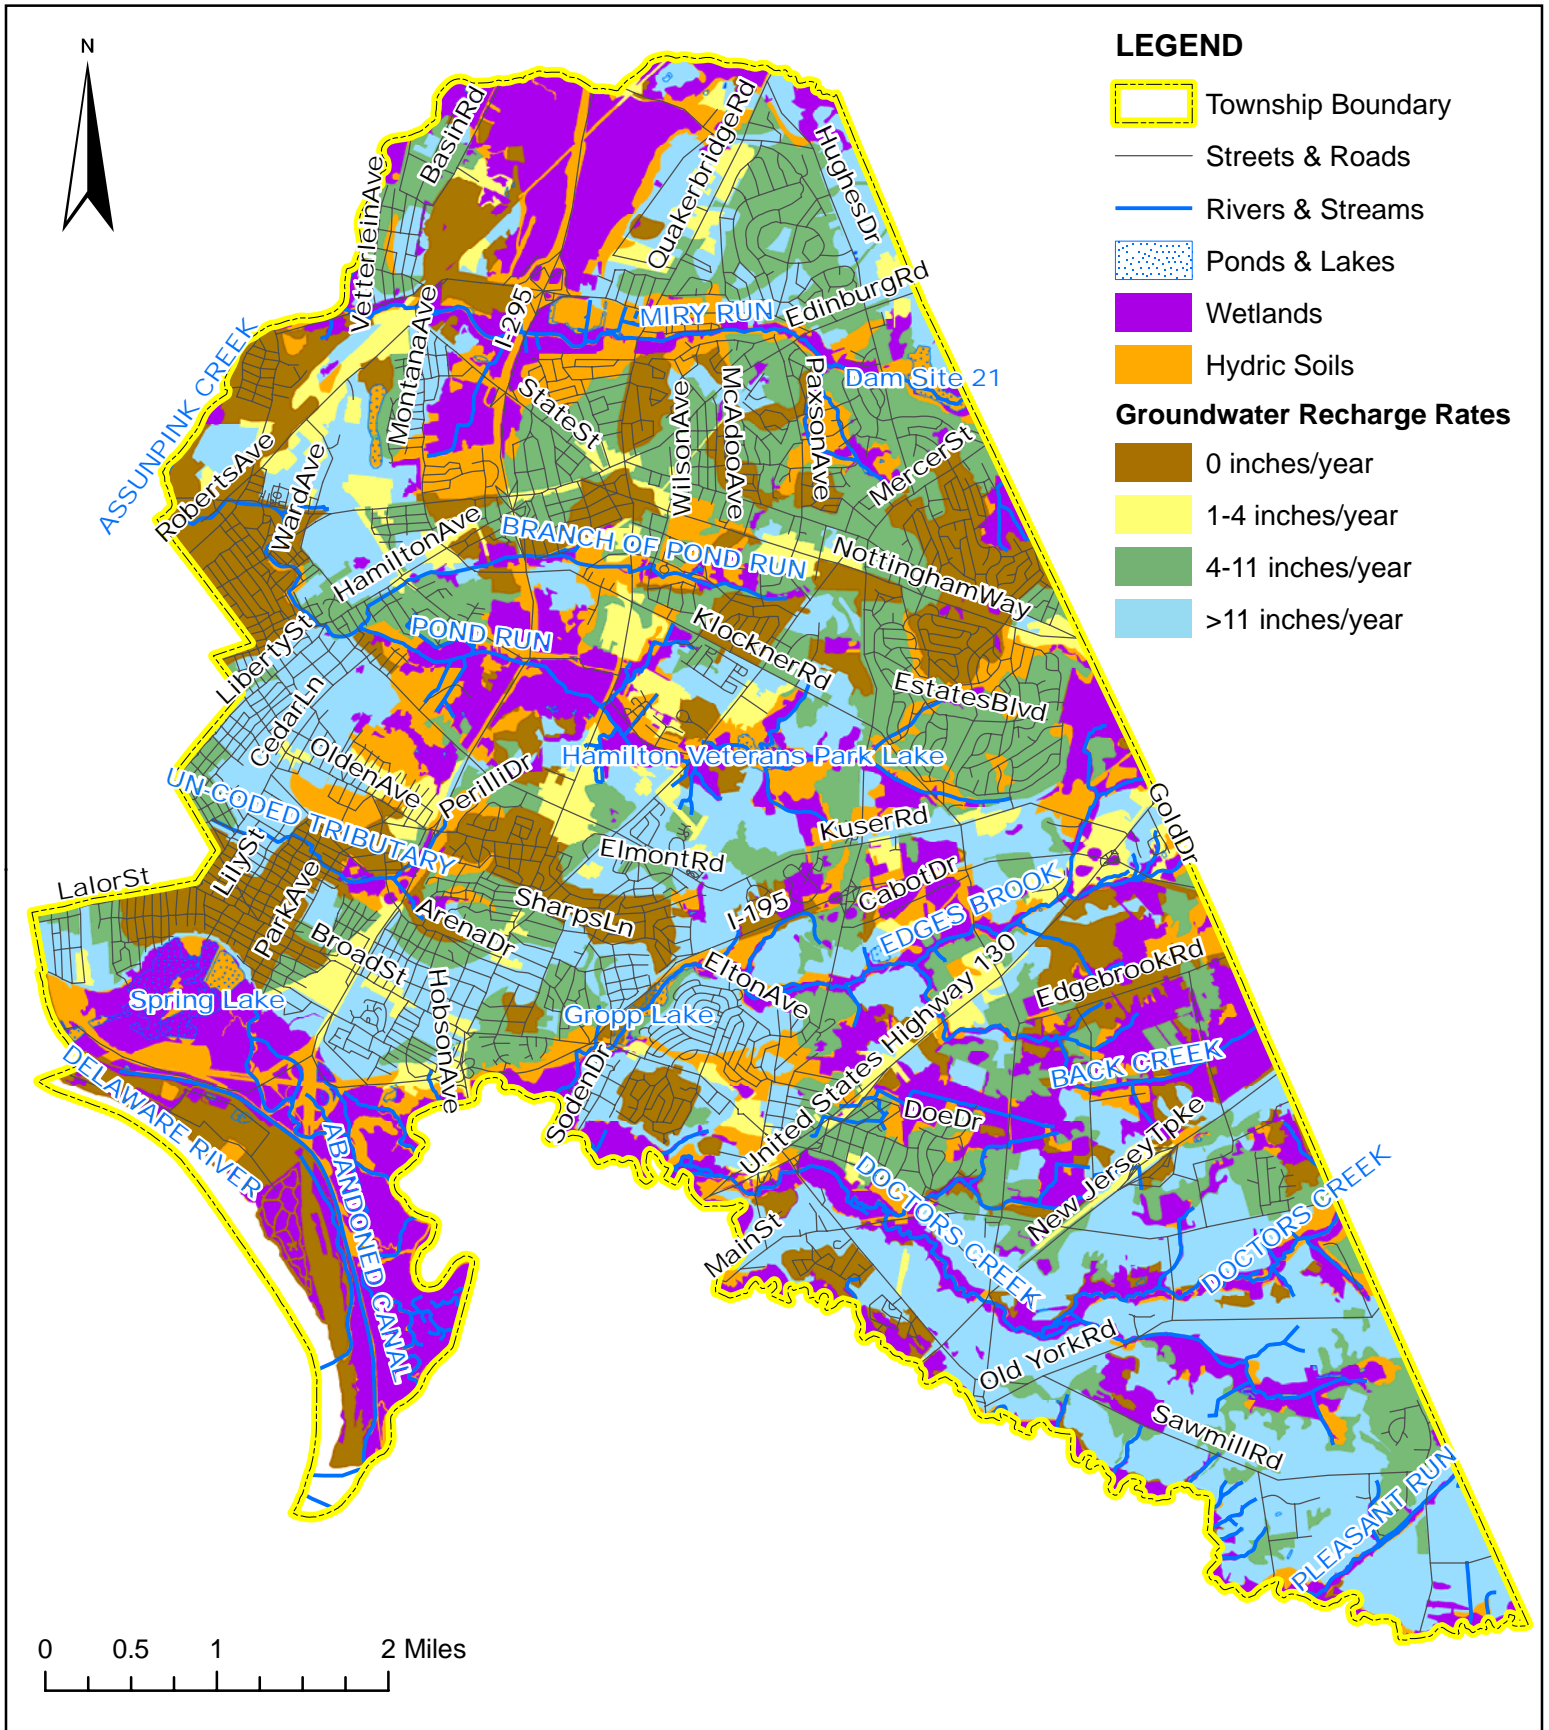 N
LEGEND
Township Boundary
Streets & Roads
Rivers & Streams
Ponds & Lakes
Wetlands
Hydric Soils
Groundwater Recharge Rates
0 inches/year
1-4 inches/year
4-11 inches/year
>11 inches/year
BasinRd
QuakerbridgeRd
HughesDr
VetterleinAve
EdinburgRd
MIRY RUN
I-295
MontanaAve
ASSUNPINK CREEK
StateSt
WilsonAve
McAdooAve
PaxsonAve
Dam Site 21
MercerSt
RobertsAve
WardAve
HamiltonAve
BRANCH OF POND RUN
NottinghamWay
LibertySt
POND RUN
KlocknerRd
EstatesBlvd
CedarLn
OldenAve
PerilliDr
Hamilton Veterans Park Lake
UN-CODED TRIBUTARY
GoldDr
KuserRd
ElmontRd
LilySt
LalorSt
ParkAve
CabotDr
I-195
EDGES BROOK
SharpsLn
ArenaDr
BroadSt
United States Highway 130
EdgebrookRd
EltonAve
Spring Lake
HobsonAve
Gropp Lake
BACK CREEK
DELAWARE RIVER
SodenDr
DoeDr
ABANDONED CANAL
New JerseyTpke
DOCTORS CREEK
DOCTORS CREEK
MainSt
Old YorkRd
SawmillRd
PLEASANT RUN
0 0.5 1 2 Miles